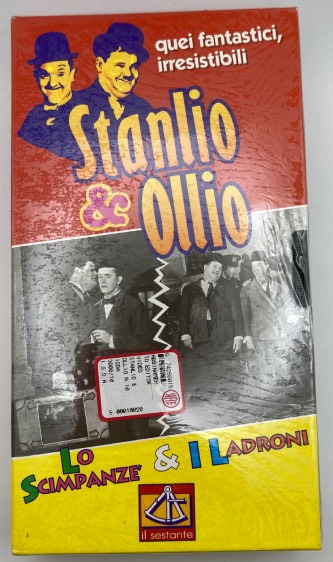 quei fantastici,
irresistibili
Stanlio
& Ollio
Lo
Scimpanze'
& I Ladroni
il sestante